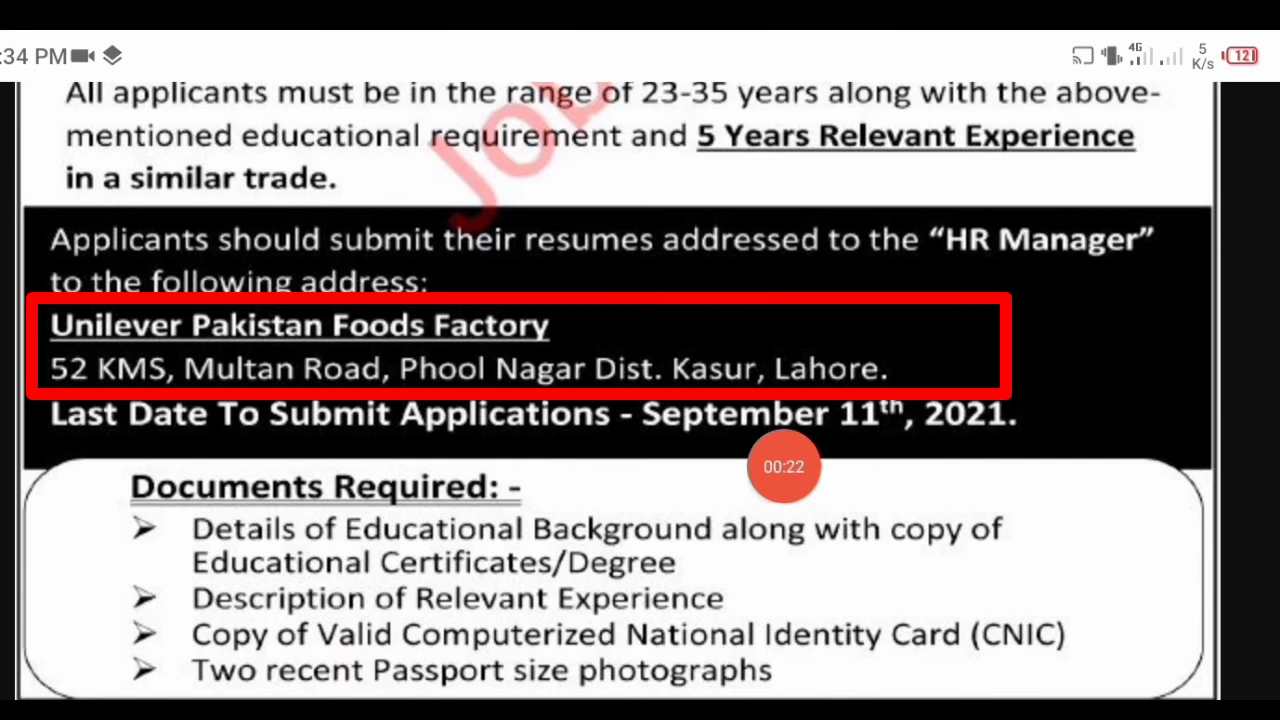 :34 PM
4G
5
K/s
12
All applicants must be in the range of 23-35 years along with the above-
mentioned educational requirement and 5 Years Relevant Experience
in a similar trade.
JOB
Applicants should submit their resumes addressed to the “HR Manager”
to the following address:
Unilever Pakistan Foods Factory
52 KMS, Multan Road, Phool Nagar Dist. Kasur, Lahore.
Last Date To Submit Applications - September 11th, 2021.
00:22
Documents Required: -
Details of Educational Background along with copy of
Educational Certificates/Degree
Description of Relevant Experience
Copy of Valid Computerized National Identity Card (CNIC)
Two recent Passport size photographs